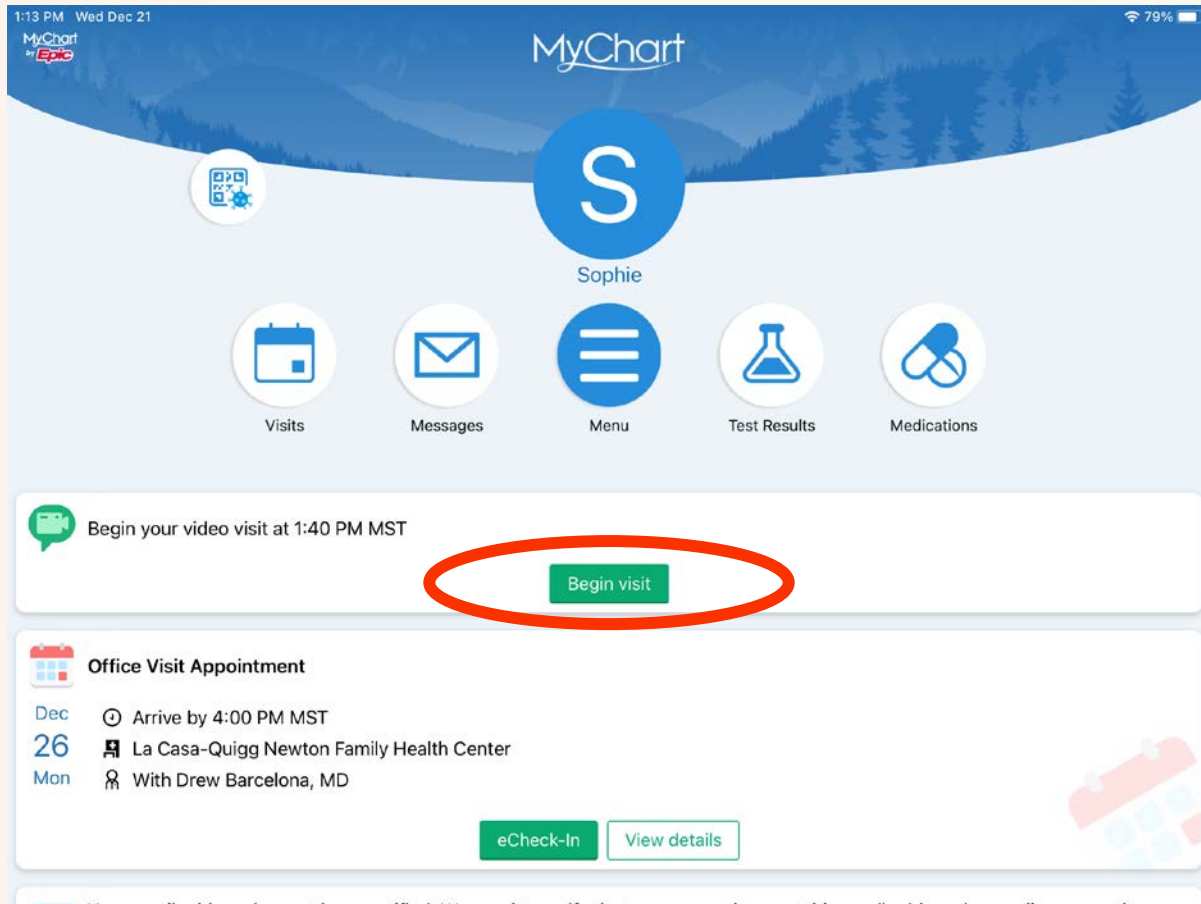 1:13 PM Wed Dec 21
79%
MyChart
by Epic
MyChart
S
Sophie
Visits
Messages
Menu
Test Results
Medications
Begin your video visit at 1:40 PM MST
Begin visit
Office Visit Appointment
Dec
26
Mon
Arrive by 4:00 PM MST
La Casa-Quigg Newton Family Health Center
With Drew Barcelona, MD
eCheck-In
View details